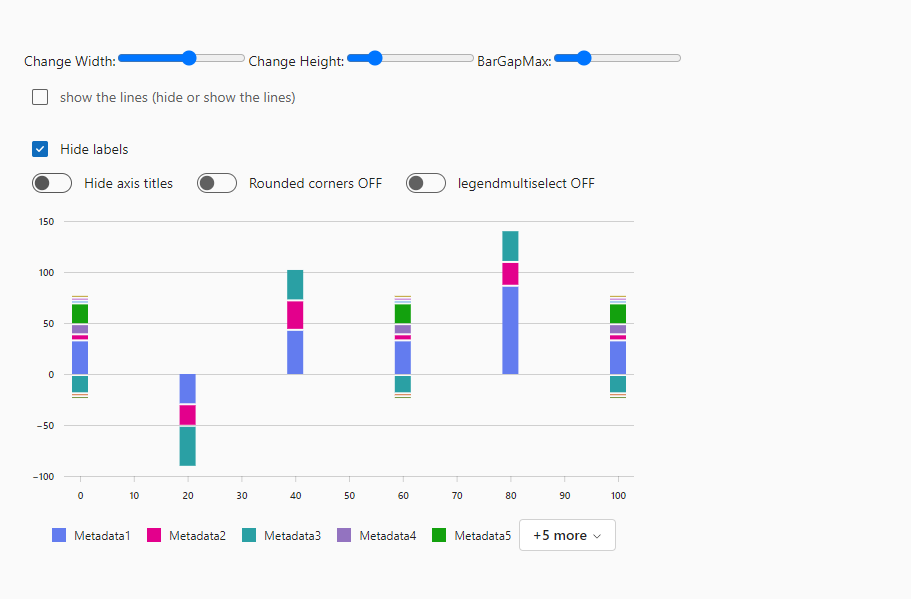 Change Width: Change Height: BarGapMax:
show the lines (hide or show the lines)
Hide labels
Hide axis titles Rounded corners OFF legendmultiselect OFF
150
100
50
0
−50
−100
0 10 20 30 40 50 60 70 80 90 100
Metadata1 Metadata2 Metadata3 Metadata4 Metadata5 +5 more